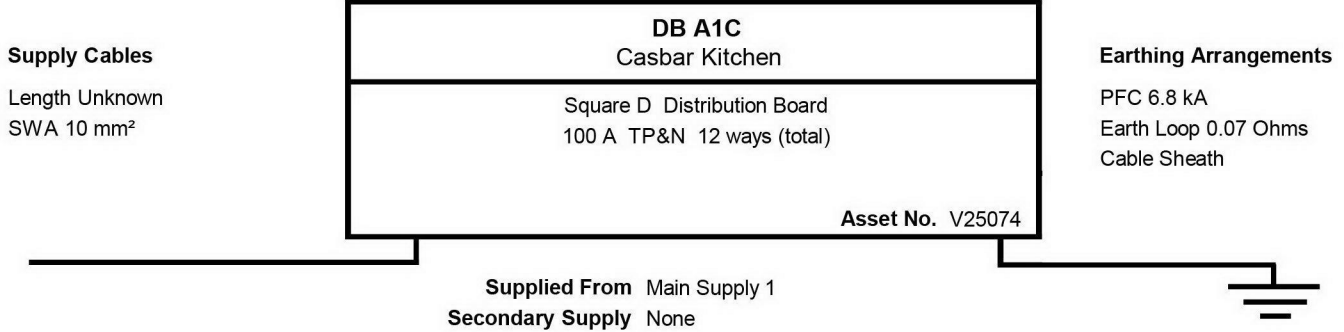 DB A1C
Casbar Kitchen
Supply Cables
Length Unknown
SWA 10 mm²
Square D Distribution Board
100 A TP&N 12 ways (total)
Asset No. V25074
Earthing Arrangements
PFC 6.8 kA
Earth Loop 0.07 Ohms
Cable Sheath
Supplied From Main Supply 1
Secondary Supply None